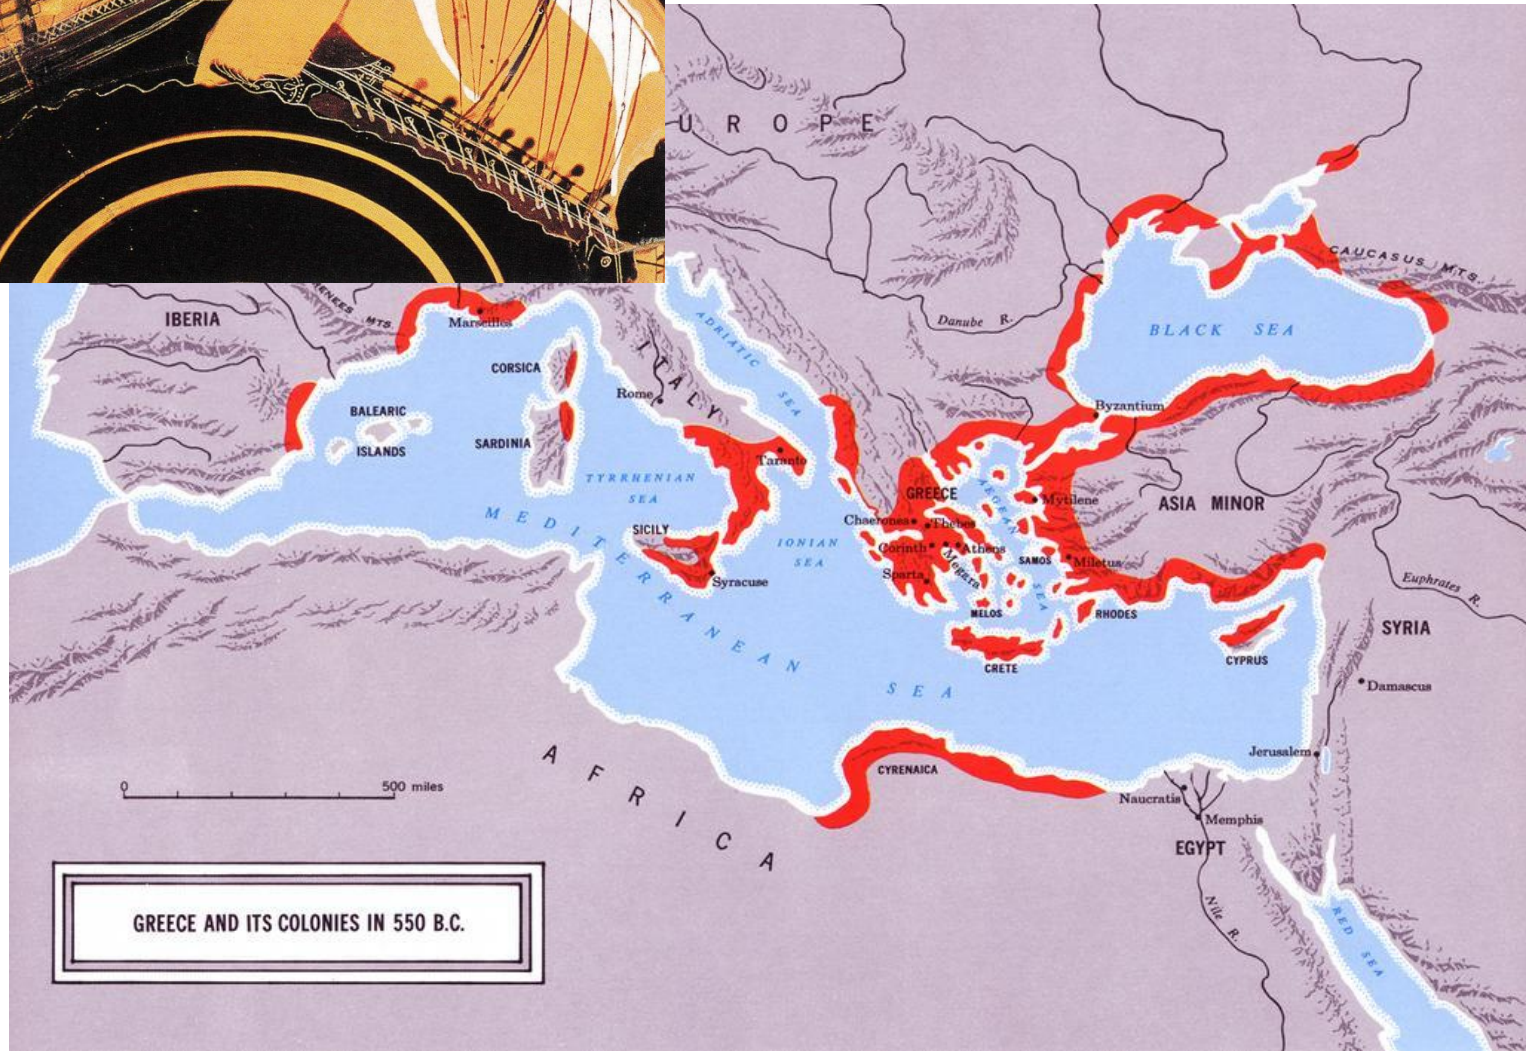 U R O P E
CAUCASUS MTS.
IBERIA
MTS.
Marseilles
Danube R.
BLACK SEA
ADRIATIC SEA
ITALY
CORSICA
Rome
BALEARIC
ISLANDS
SARDINIA
Byzantium
Taranto
TYRRHENIAN
SEA
GREECE
AEGEAN SEA
Mytilene
ASIA MINOR
MEDITERRANEAN SEA
SICILY
Chaeronea
Thebes
IONIAN
SEA
Corinth
Athens
Megara
SAMOS
Miletus
Syracuse
Sparta
Euphrates R.
MELOS
RHODES
SYRIA
CYPRUS
CRETE
Damascus
Jerusalem
AFRICA
CYRENAICA
0 500 miles
Naucratis
Memphis
EGYPT
Nile R.
RED SEA
GREECE AND ITS COLONIES IN 550 B.C.